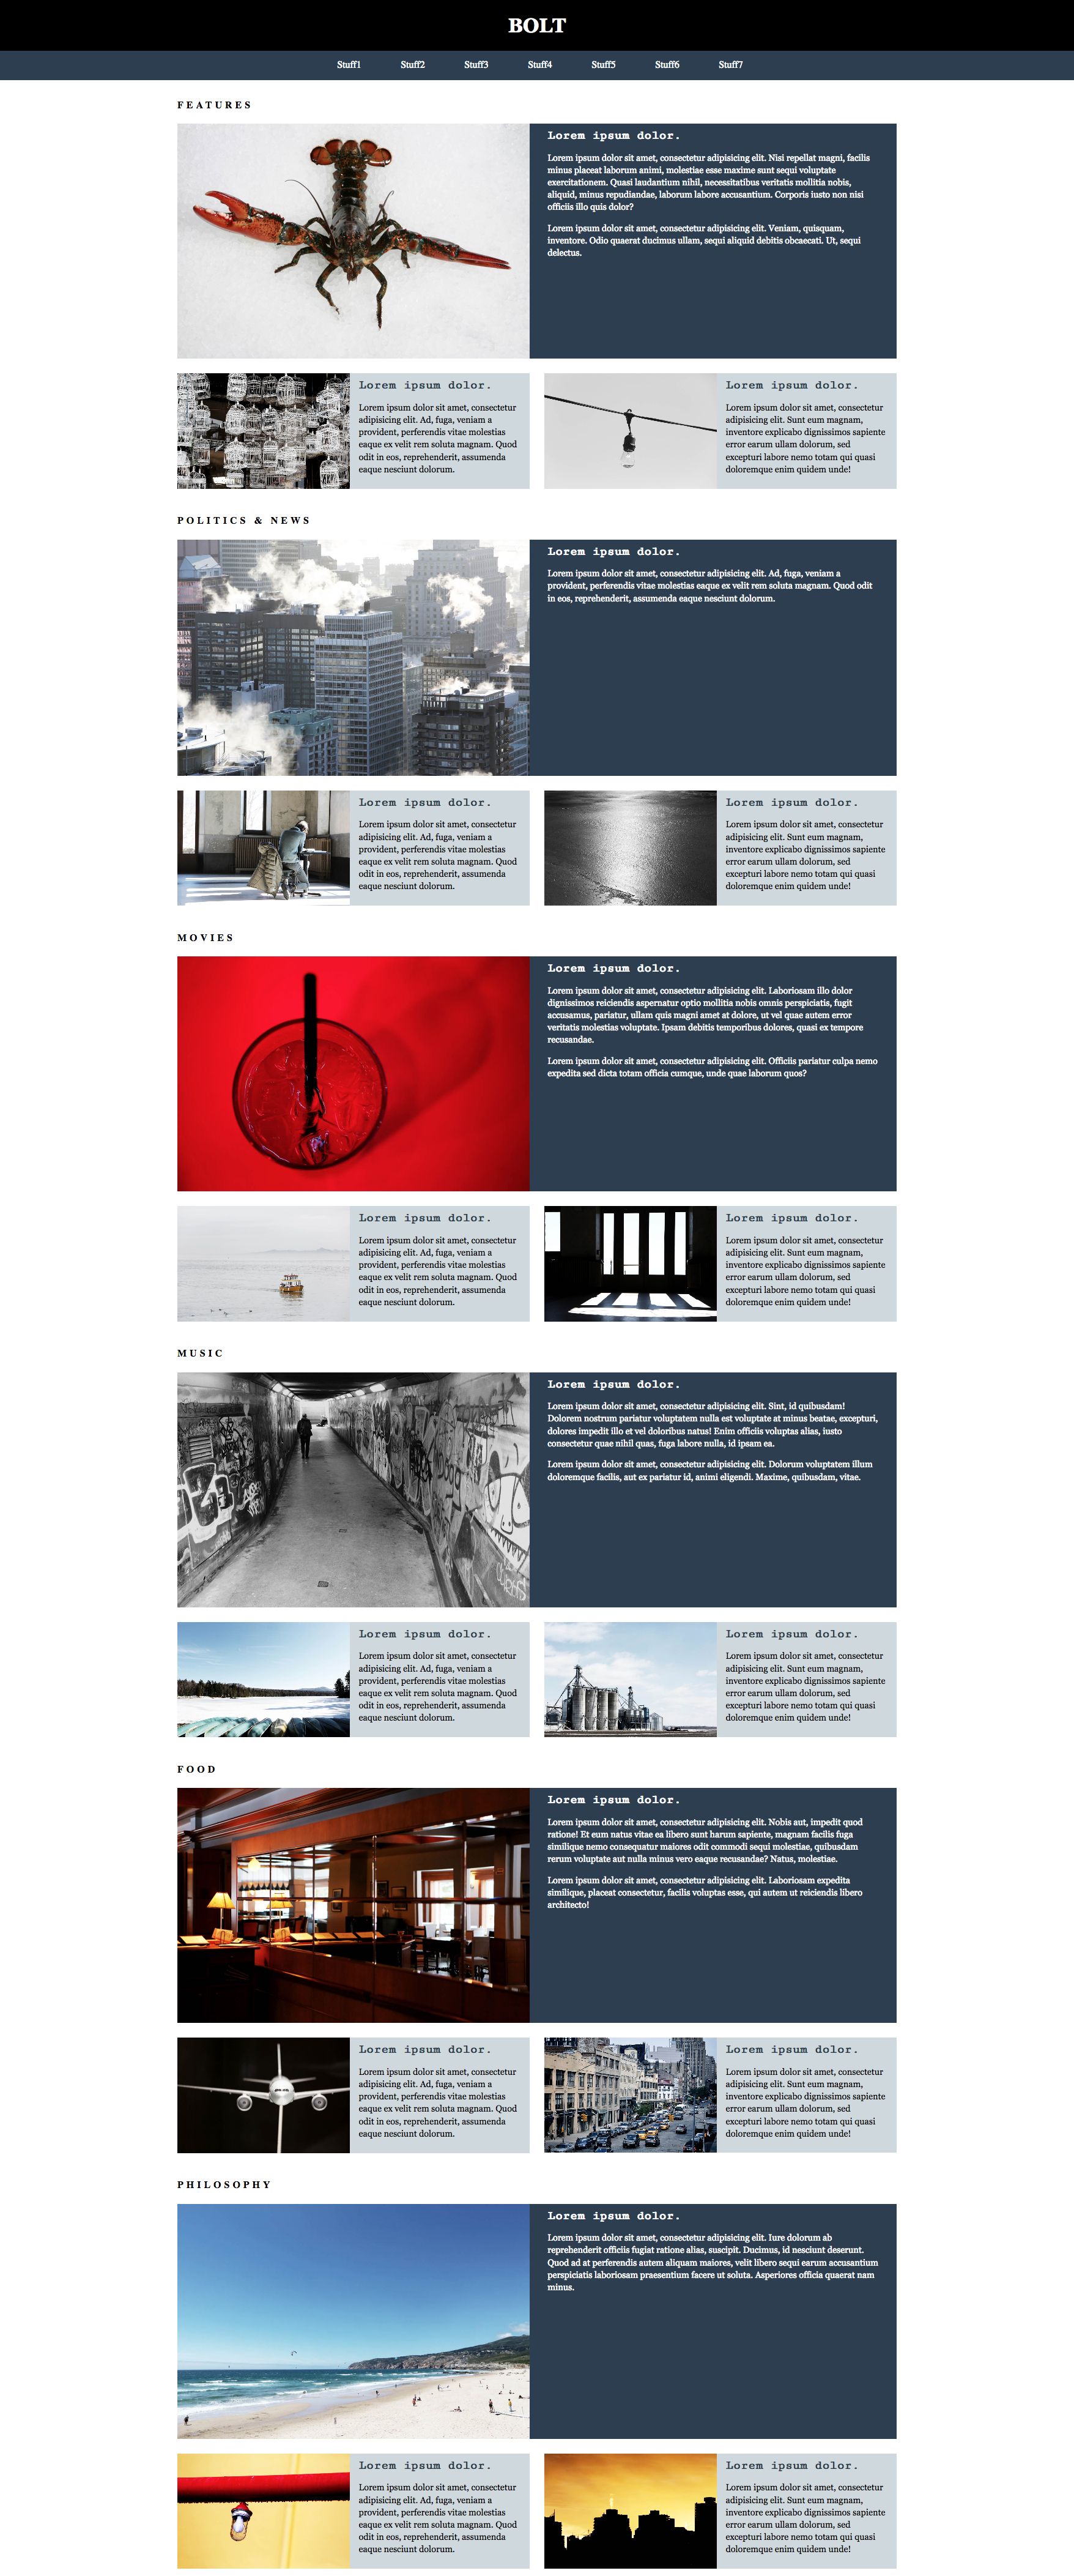 BOLT
Stuff1 Stuff2 Stuff3 Stuff4 Stuff5 Stuff6 Stuff7
FEATURES
Lorem ipsum dolor.
Lorem ipsum dolor sit amet, consectetur adipisicing elit. Nisi repellat magni, facilis
minus placeat laborum animi, molestiae esse maxime sunt sequi voluptate
exercitationem. Quasi laudantium nihil, necessitatibus veritatis mollitia nobis,
aliquid, minus repudiandae, laborum labore accusantium. Corporis iusto non nisi
officiis illo quis dolor?
Lorem ipsum dolor sit amet, consectetur adipisicing elit. Veniam, quisquam,
inventore. Odio quaerat ducimus ullam, sequi aliquid debitis obcaecati. Ut, sequi
delectus.
Lorem ipsum dolor.
Lorem ipsum dolor sit amet, consectetur
adipisicing elit. Ad, fuga, veniam a
provident, perferendis vitae molestias
eaque ex velit rem soluta magnam. Quod
odit in eos, reprehenderit, assumenda
eaque nesciunt dolorum.
Lorem ipsum dolor.
Lorem ipsum dolor sit amet, consectetur
adipisicing elit. Sunt eum magnam,
inventore explicabo dignissimos sapiente
error earum ullam dolorum, sed
excepturi labore nemo totam qui quasi
doloremque enim quidem unde!
POLITICS & NEWS
Lorem ipsum dolor.
Lorem ipsum dolor sit amet, consectetur adipisicing elit. Ad, fuga, veniam a
provident, perferendis vitae molestias eaque ex velit rem soluta magnam. Quod odit
in eos, reprehenderit, assumenda eaque nesciunt dolorum.
Lorem ipsum dolor.
Lorem ipsum dolor sit amet, consectetur
adipisicing elit. Ad, fuga, veniam a
provident, perferendis vitae molestias
eaque ex velit rem soluta magnam. Quod
odit in eos, reprehenderit, assumenda
eaque nesciunt dolorum.
Lorem ipsum dolor.
Lorem ipsum dolor sit amet, consectetur
adipisicing elit. Sunt eum magnam,
inventore explicabo dignissimos sapiente
error earum ullam dolorum, sed
excepturi labore nemo totam qui quasi
doloremque enim quidem unde!
MOVIES
Lorem ipsum dolor.
Lorem ipsum dolor sit amet, consectetur adipisicing elit. Laboriosam illo dolor
dignissimos reiciendis aspernatur optio mollitia nobis omnis perspiciatis, fugit
accusamus, pariatur, ullam quis magni amet at dolore, ut vel quae autem error
veritatis molestias voluptate. Ipsam debitis temporibus dolores, quasi ex tempore
recusandae.
Lorem ipsum dolor sit amet, consectetur adipisicing elit. Officiis pariatur culpa nemo
expedita sed dicta totam officia cumque, unde quae laborum quos?
Lorem ipsum dolor.
Lorem ipsum dolor sit amet, consectetur
adipisicing elit. Ad, fuga, veniam a
provident, perferendis vitae molestias
eaque ex velit rem soluta magnam. Quod
odit in eos, reprehenderit, assumenda
eaque nesciunt dolorum.
Lorem ipsum dolor.
Lorem ipsum dolor sit amet, consectetur
adipisicing elit. Sunt eum magnam,
inventore explicabo dignissimos sapiente
error earum ullam dolorum, sed
excepturi labore nemo totam qui quasi
doloremque enim quidem unde!
MUSIC
Lorem ipsum dolor.
Lorem ipsum dolor sit amet, consectetur adipisicing elit. Sint, id quibusdam!
Dolorem nostrum pariatur voluptatem nulla est voluptate at minus beatae, excepturi,
dolores impedit illo et vel doloribus natus! Enim officiis voluptas alias, iusto
consectetur quae nihil quas, fuga labore nulla, id ipsam ea.
Lorem ipsum dolor sit amet, consectetur adipisicing elit. Dolorum voluptatem illum
doloremque facilis, aut ex pariatur id, animi eligendi. Maxime, quibusdam, vitae.
Lorem ipsum dolor.
Lorem ipsum dolor sit amet, consectetur
adipisicing elit. Ad, fuga, veniam a
provident, perferendis vitae molestias
eaque ex velit rem soluta magnam. Quod
odit in eos, reprehenderit, assumenda
eaque nesciunt dolorum.
Lorem ipsum dolor.
Lorem ipsum dolor sit amet, consectetur
adipisicing elit. Sunt eum magnam,
inventore explicabo dignissimos sapiente
error earum ullam dolorum, sed
excepturi labore nemo totam qui quasi
doloremque enim quidem unde!
FOOD
Lorem ipsum dolor.
Lorem ipsum dolor sit amet, consectetur adipisicing elit. Nobis aut, impedit quod
ratione! Et eum natus vitae ea libero sunt harum sapiente, magnam facilis fuga
similique nemo consequatur maiores odit commodi sequi molestiae, quibusdam
rerum voluptate aut nulla minus vero eaque recusandae? Natus, molestiae.
Lorem ipsum dolor sit amet, consectetur adipisicing elit. Laboriosam expedita
similique, placeat consectetur, facilis voluptas esse, qui autem ut reiciendis libero
architecto!
Lorem ipsum dolor.
Lorem ipsum dolor sit amet, consectetur
adipisicing elit. Ad, fuga, veniam a
provident, perferendis vitae molestias
eaque ex velit rem soluta magnam. Quod
odit in eos, reprehenderit, assumenda
eaque nesciunt dolorum.
Lorem ipsum dolor.
Lorem ipsum dolor sit amet, consectetur
adipisicing elit. Sunt eum magnam,
inventore explicabo dignissimos sapiente
error earum ullam dolorum, sed
excepturi labore nemo totam qui quasi
doloremque enim quidem unde!
PHILOSOPHY
Lorem ipsum dolor.
Lorem ipsum dolor sit amet, consectetur adipisicing elit. Iure dolorum ab
reprehenderit officiis fugiat ratione alias, suscipit. Ducimus, id nesciunt deserunt.
Quod ad at perferendis autem aliquam maiores, velit libero sequi earum accusantium
perspiciatis laboriosam praesentium facere ut soluta. Asperiores officia quaerat nam
minus.
Lorem ipsum dolor.
Lorem ipsum dolor sit amet, consectetur
adipisicing elit. Ad, fuga, veniam a
provident, perferendis vitae molestias
eaque ex velit rem soluta magnam. Quod
odit in eos, reprehenderit, assumenda
eaque nesciunt dolorum.
Lorem ipsum dolor.
Lorem ipsum dolor sit amet, consectetur
adipisicing elit. Sunt eum magnam,
inventore explicabo dignissimos sapiente
error earum ullam dolorum, sed
excepturi labore nemo totam qui quasi
doloremque enim quidem unde!